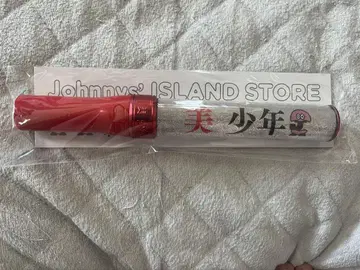 Johnnys' ISLAND STORE
美 少年